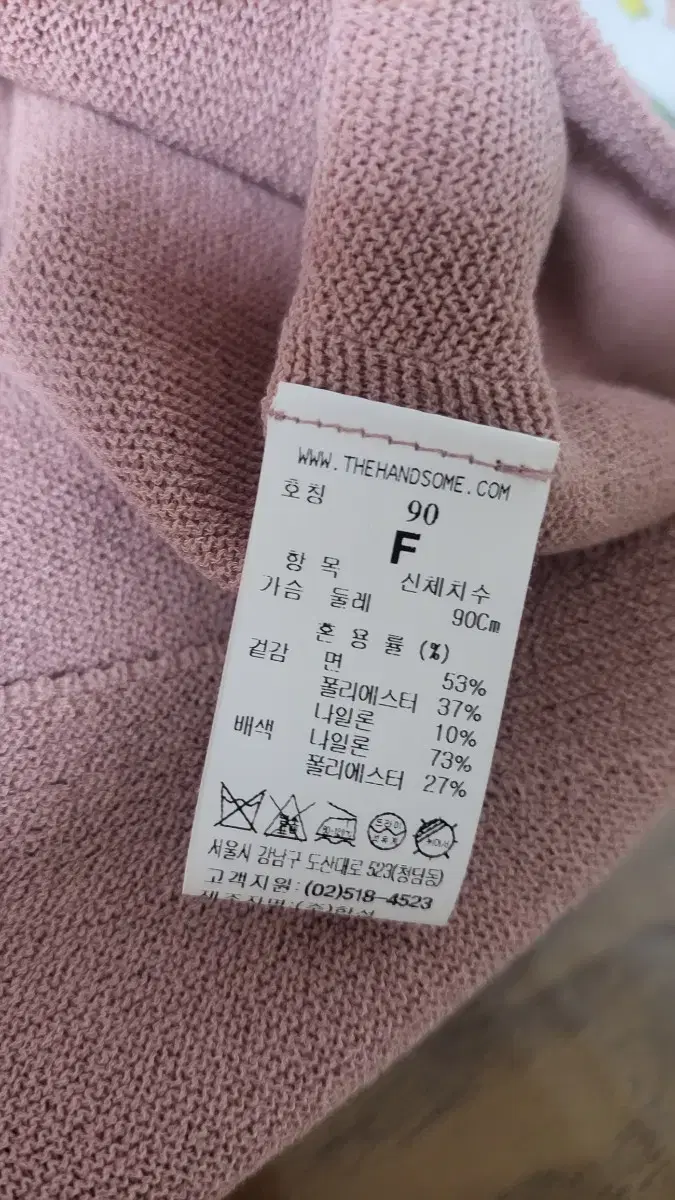 WWW.THEHANDSOME.COM
호칭 90
F
항 목 신체치수
가슴 둘레 90Cm
혼 용 률 (%)
겉감 면 53%
폴리에스터 37%
나일론 10%
배색 나일론 73%
폴리에스터 27%
서울시 강남구 도산대로 523(청담동)
고객지원:(02)518-4523